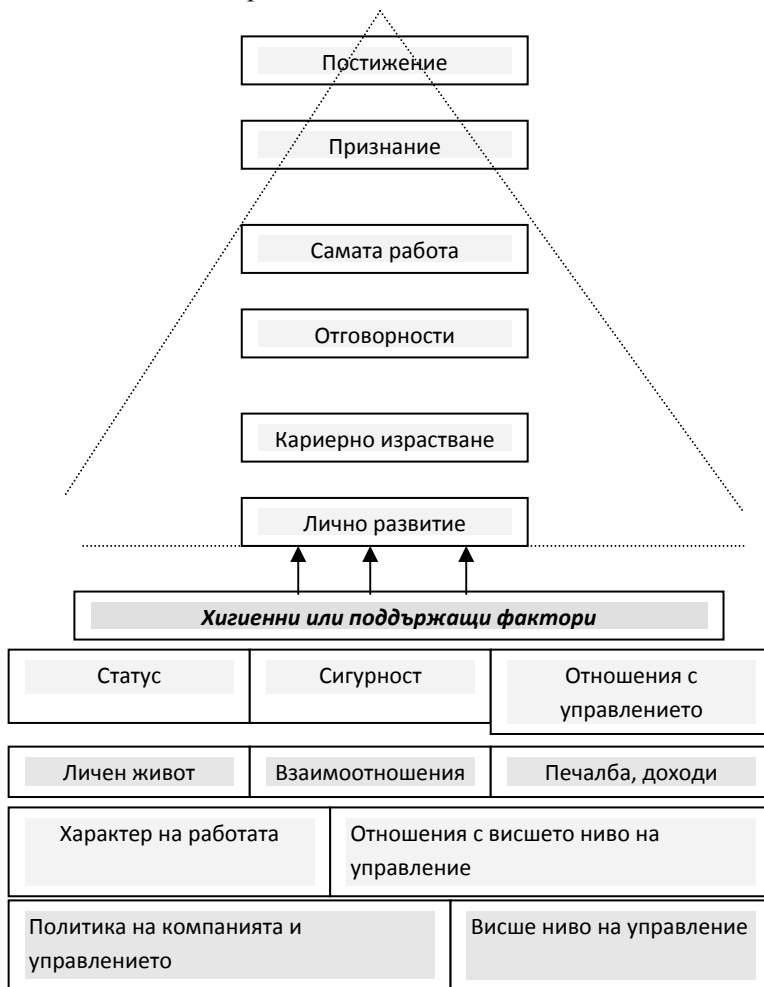 Постижение
Признание
Самата работа
Отговорности
Кариерно израстване
Лично развитие
Хигиенни или поддържащи фактори
Статус
Сигурност
Отношения с
управлението
Личен живот
Взаимоотношения
Печалба, доходи
Характер на работата
Отношения с висшето ниво на
управление
Политика на компанията и
управлението
Висше ниво на управление